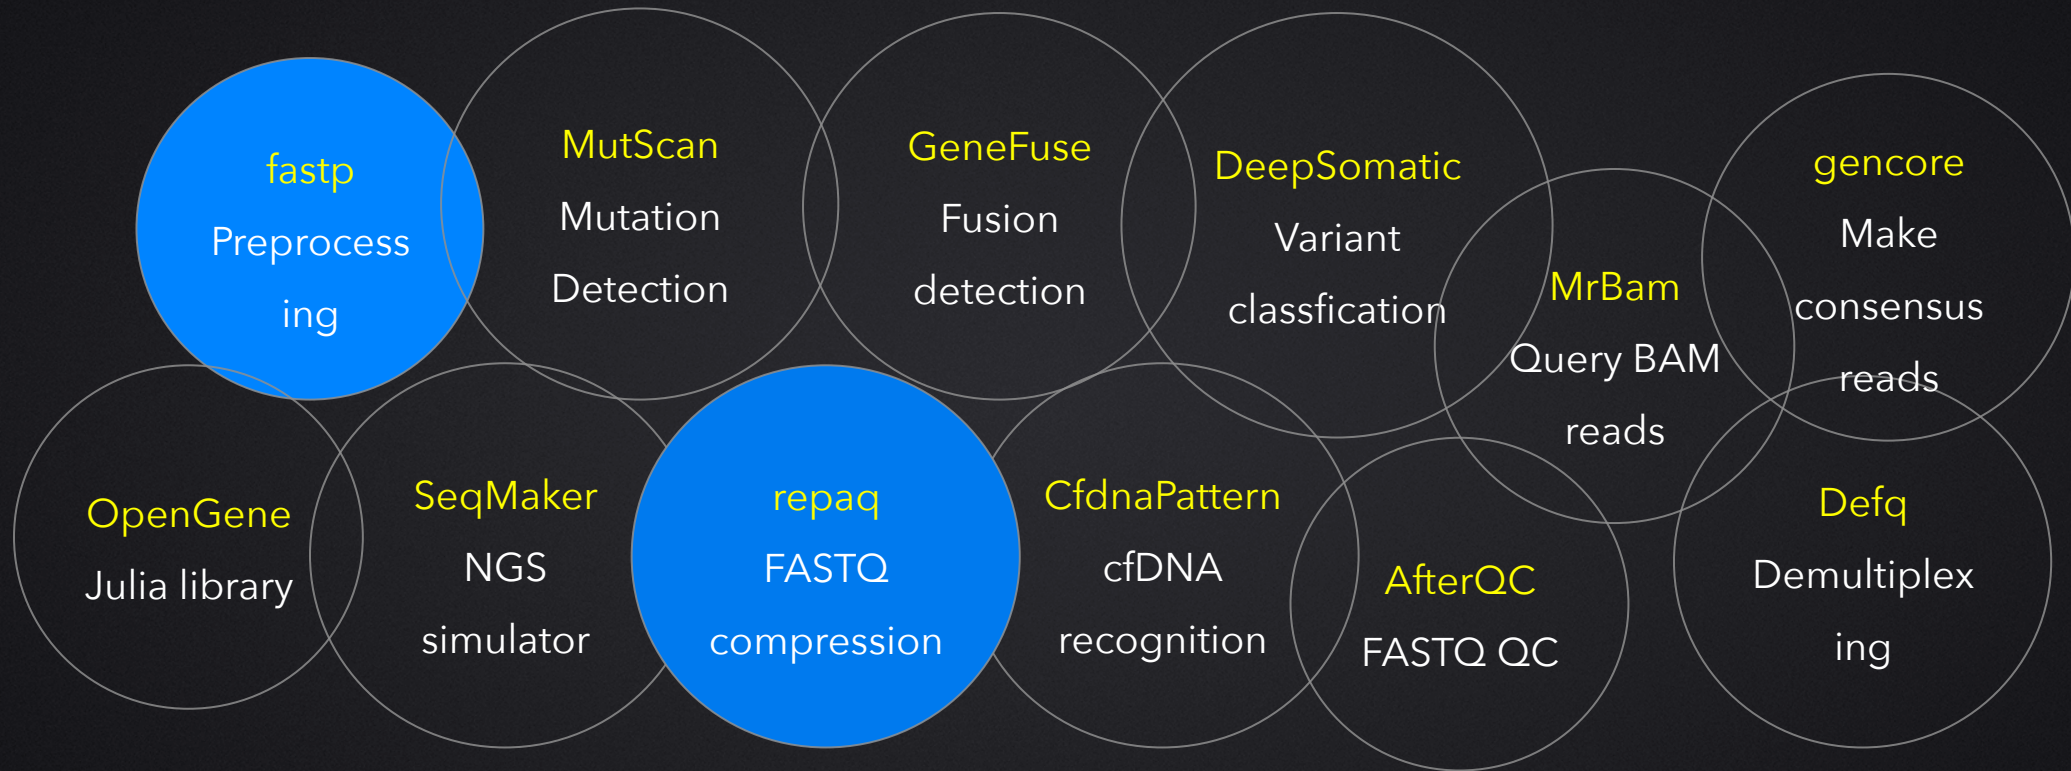 fastp
Preprocess
ing
MutScan
Mutation
Detection
GeneFuse
Fusion
detection
DeepSomatic
Variant
classfication
MrBam
Query BAM
reads
gencore
Make
consensus
reads
OpenGene
Julia library
SeqMaker
NGS
simulator
repaq
FASTQ
compression
CfdnaPattern
cfDNA
recognition
AfterQC
FASTQ QC
Defq
Demultiplex
ing